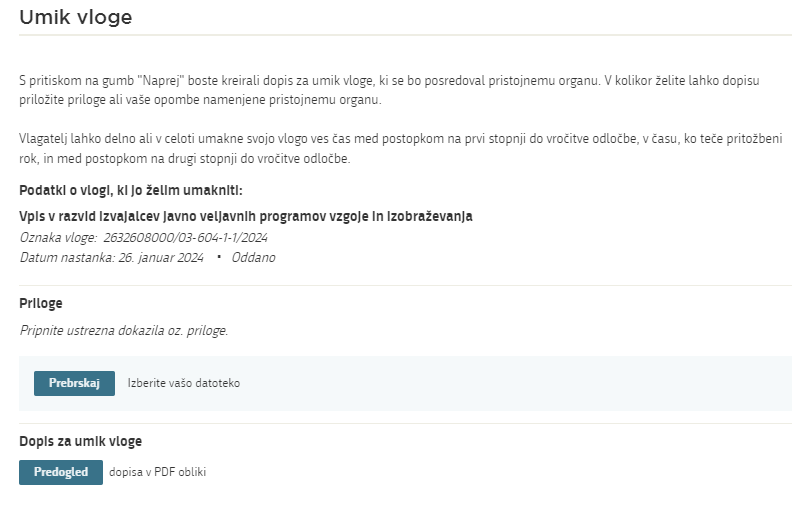 Umik vloge
S pritiskom na gumb "Naprej" boste kreirali dopis za umik vloge, ki se bo posredoval pristojnemu organu. V kolikor želite lahko dopisu
priložite priloge ali vaše opombe namenjene pristojnemu organu.
Vlagatelj lahko delno ali v celoti umakne svojo vlogo ves čas med postopkom na prvi stopnji do vročitve odločbe, v času, ko teče pritožbeni
rok, in med postopkom na drugi stopnji do vročitve odločbe.
Podatki o vlogi, ki jo želim umakniti:
Vpis v razvid izvajalcev javno veljavnih programov vzgoje in izobraževanja
Oznaka vloge: 2632608000/03-604-1-1/2024
Datum nastanka: 26. januar 2024 ▪ Oddano
Priloge
Pripnite ustrezna dokazila oz. priloge.
Prebrskaj Izberite vašo datoteko
Dopis za umik vloge
Predogled dopisa v PDF obliki